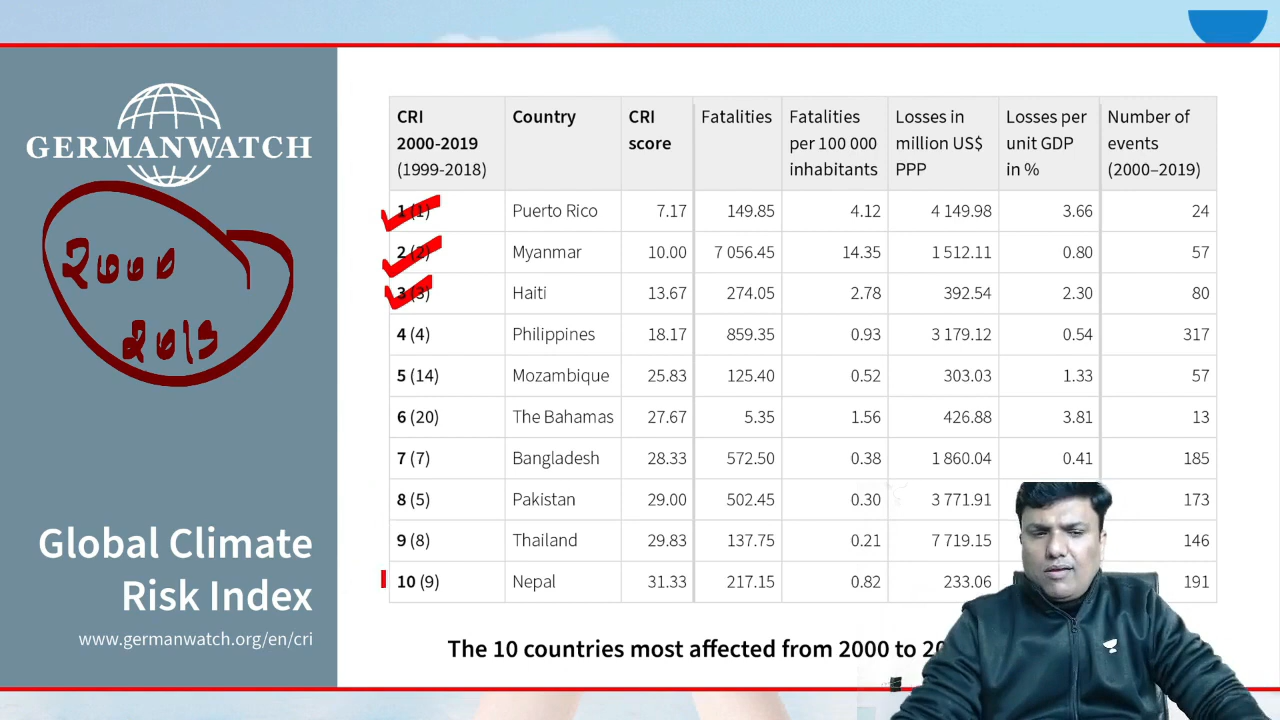 GERMANWATCH
2000
2019
Global Climate
Risk Index
www.germanwatch.org/en/cri
CRI 2000-2019 (1999-2018) Country CRI score Fatalities Fatalities per 100 000 inhabitants Losses in million US$ PPP Losses per unit GDP in % Number of events (2000–2019)
1 (1) Puerto Rico 7.17 149.85 4.12 4 149.98 3.66 24
2 (2) Myanmar 10.00 7 056.45 14.35 1 512.11 0.80 57
3 (3) Haiti 13.67 274.05 2.78 392.54 2.30 80
4 (4) Philippines 18.17 859.35 0.93 3 179.12 0.54 317
5 (14) Mozambique 25.83 125.40 0.52 303.03 1.33 57
6 (20) The Bahamas 27.67 5.35 1.56 426.88 3.81 13
7 (7) Bangladesh 28.33 572.50 0.38 1 860.04 0.41 185
8 (5) Pakistan 29.00 502.45 0.30 3 771.91 173
9 (8) Thailand 29.83 137.75 0.21 7 719.15 146
10 (9) Nepal 31.33 217.15 0.82 233.06 191
The 10 countries most affected from 2000 to